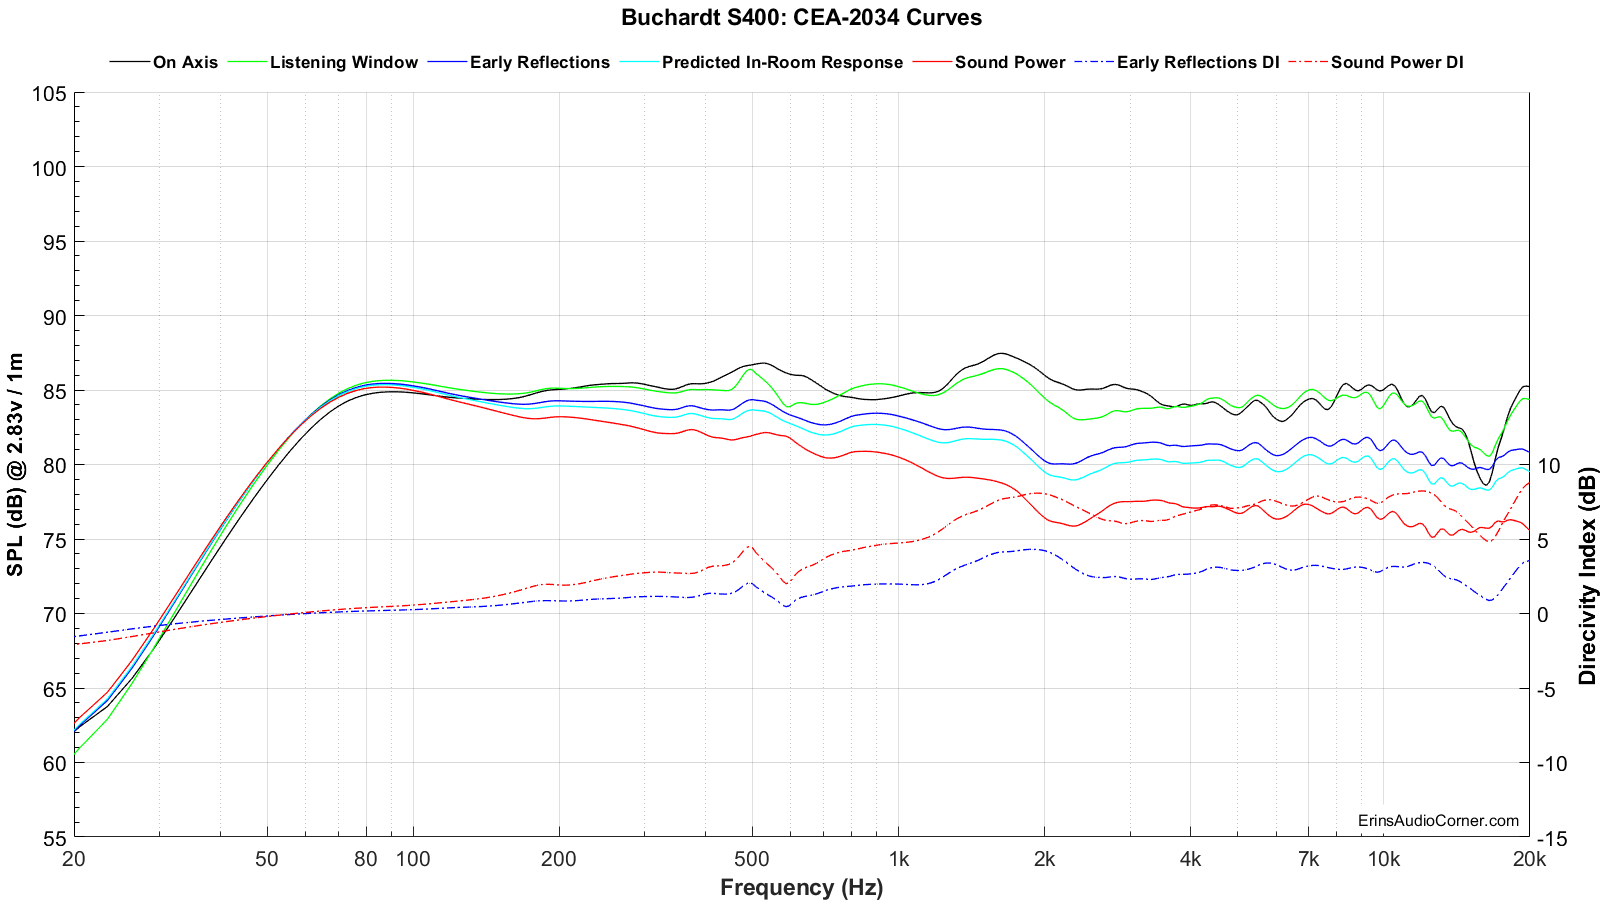 Buchardt S400: CEA-2034 Curves
On Axis Listening Window Early Reflections Predicted In-Room Response Sound Power Early Reflections DI Sound Power DI
105
100
95
90
85
80
75
70
65
60
55
SPL (dB) @ 2.83v / 1m
10
5
0
-5
-10
-15
Direcivity Index (dB)
ErinsAudioCorner.com
20 50 80 100 200 500 1k 2k 4k 7k 10k 20k
Frequency (Hz)